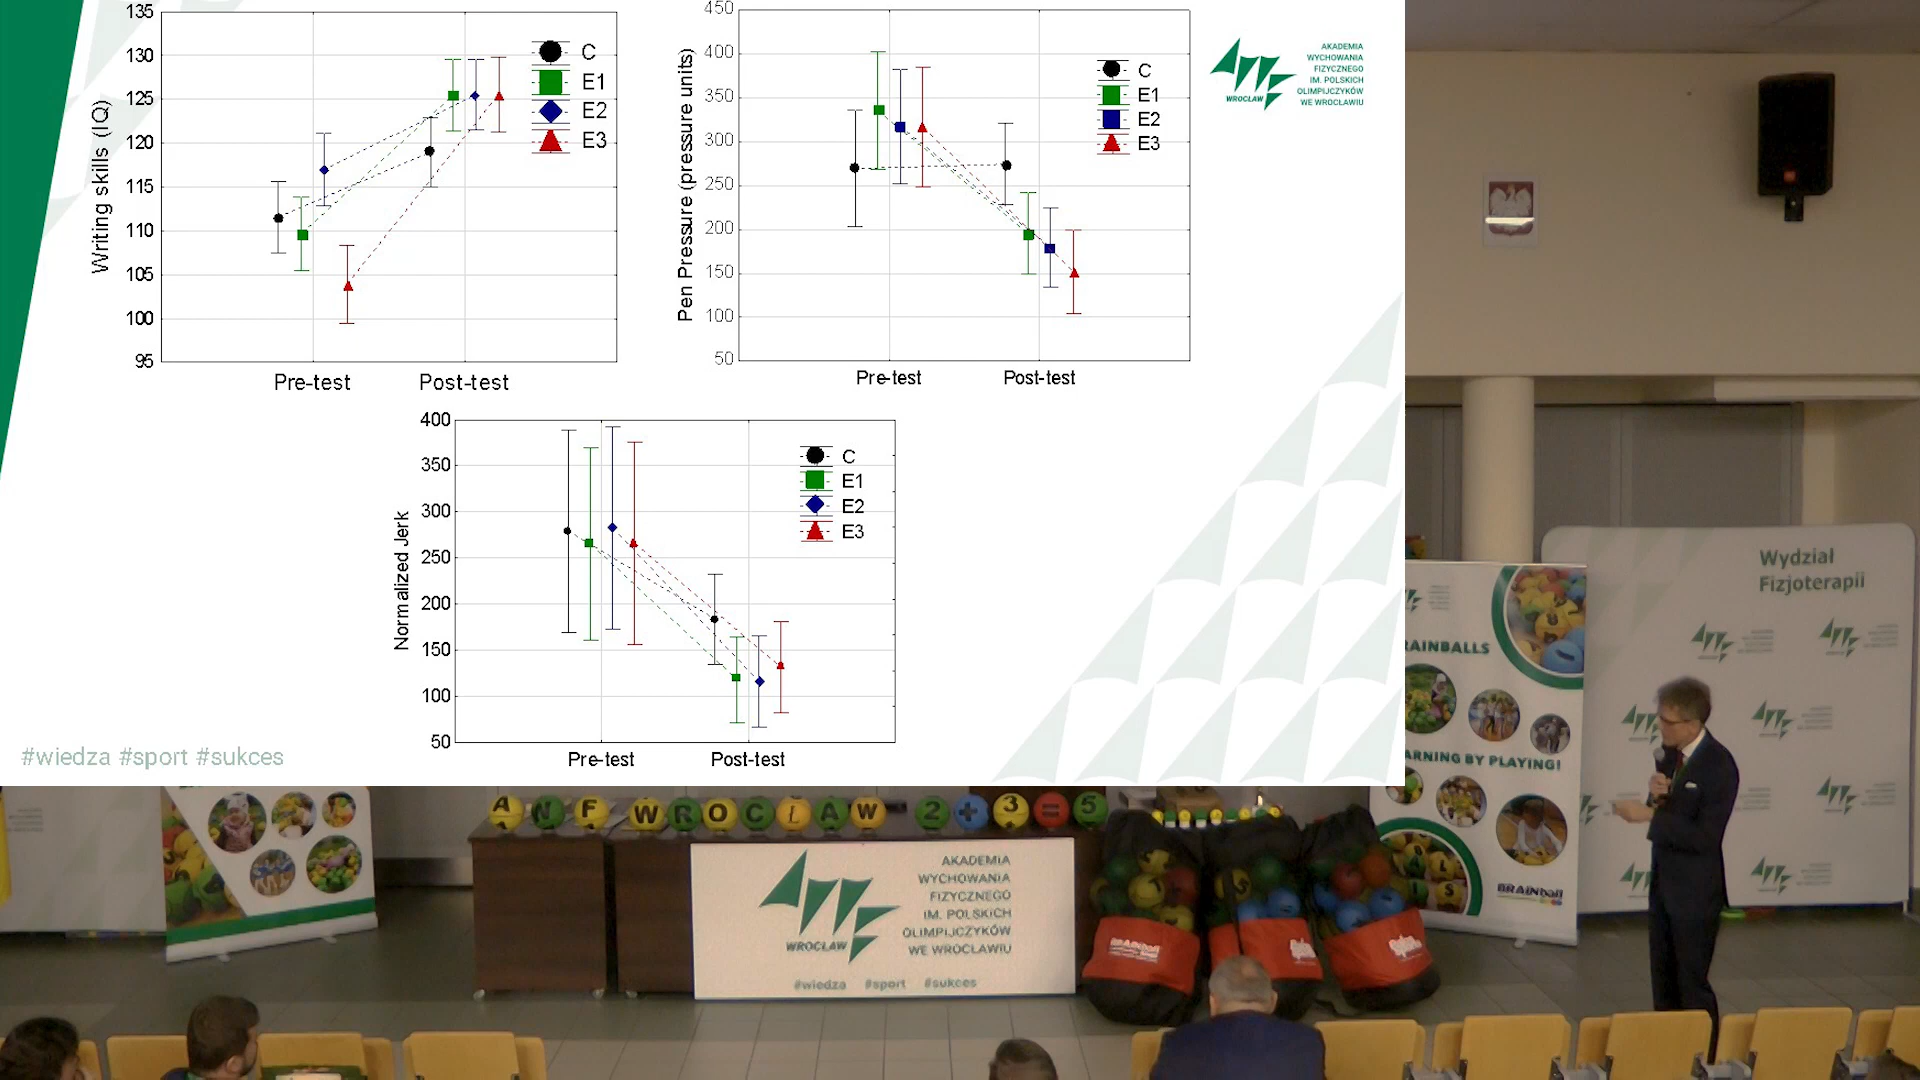 135
130
125
120
115
110
105
100
95
Writing skills (IQ)
Pre-test Post-test
C
E1
E2
E3
450
400
350
300
250
200
150
100
50
Pen Pressure (pressure units)
Pre-test Post-test
C
E1
E2
E3
WROCŁAW
AKADEMIA
WYCHOWANIA
FIZYCZNEGO
IM. POLSKICH
OLIMPIJCZYKÓW
WE WROCŁAWIU
400
350
300
250
200
150
100
50
Normalized Jerk
Pre-test Post-test
C
E1
E2
E3
#wiedza #sport #sukces
Wydział
Fizjoterapii
RAINBALLS
ARNING BY PLAYING!
BRAINball
A W F W R O C Ł A W 2 + 3 = 5
WROCŁAW
AKADEMIA
WYCHOWANIA
FIZYCZNEGO
IM. POLSKICH
OLIMPIJCZYKÓW
WE WROCŁAWIU
#wiedza #sport #sukces
BRAINball